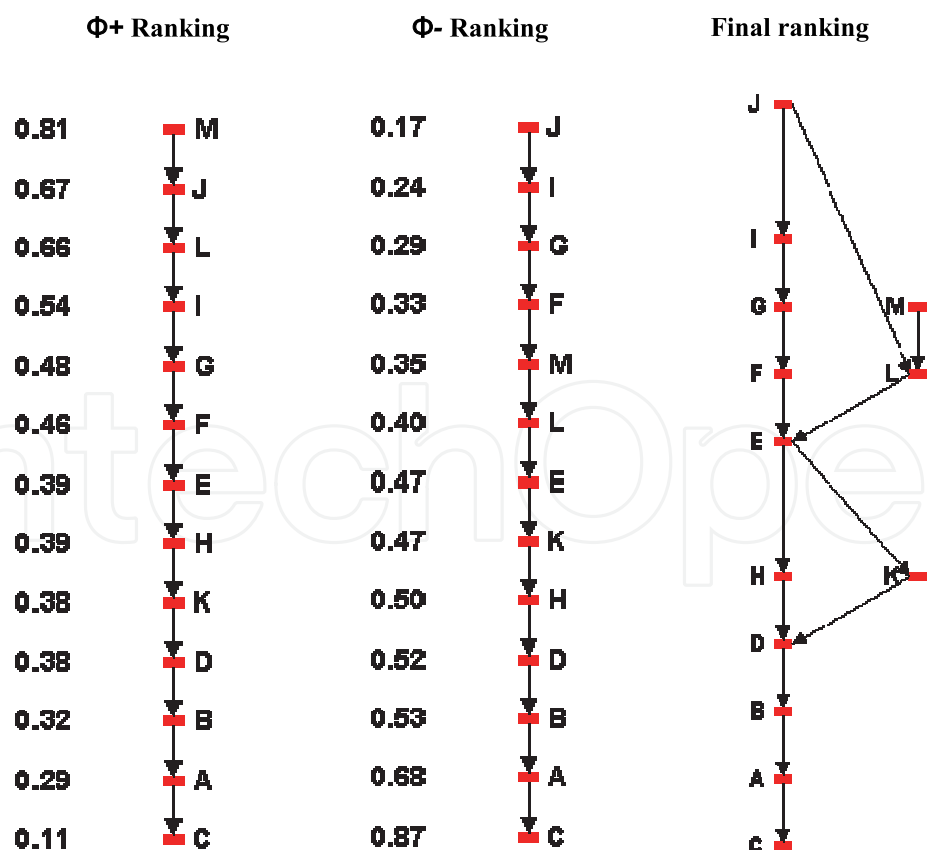 Φ+ Ranking
Φ- Ranking
Final ranking
0.81 M
0.67 J
0.66 L
0.54 I
0.48 G
0.46 F
0.39 E
0.39 H
0.38 K
0.38 D
0.32 B
0.29 A
0.11 C
0.17 J
0.24 I
0.29 G
0.33 F
0.35 M
0.40 L
0.47 E
0.47 K
0.50 H
0.52 D
0.53 B
0.68 A
0.87 C
J
I
G M
F L
E
H K
D
B
A
C
ntechOpe